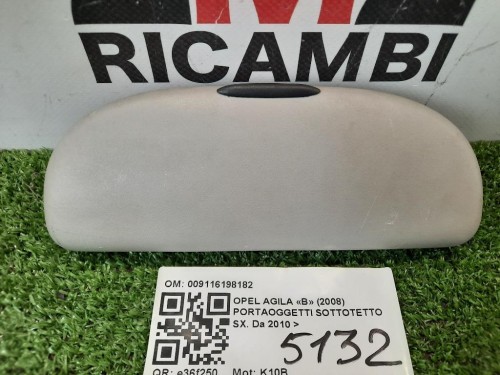 M
RICAMBI
OM: 009116198182
OPEL AGILA «B» (2008)
PORTAOGGETTI SOTTOTETTO
SX. Da 2010 >
5132
QR: e36f250 Mot: K10B